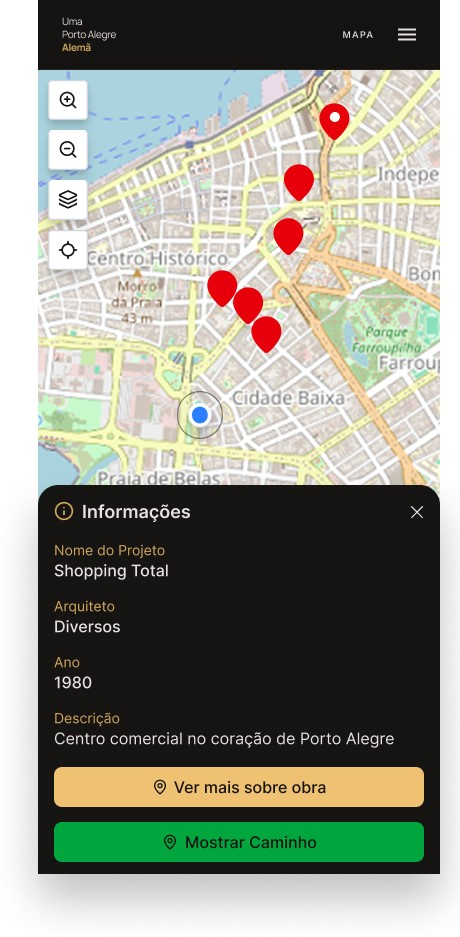 Uma
Porto Alegre
Alemã
MAPA
Indepe
Centro Histórico
Morro
da Praia
43 m
Bon
Parque
Farroupilha
Farroup
Cidade Baixa
Praia de Belas
Informações
Nome do Projeto
Shopping Total
Arquiteto
Diversos
Ano
1980
Descrição
Centro comercial no coração de Porto Alegre
Ver mais sobre obra
Mostrar Caminho